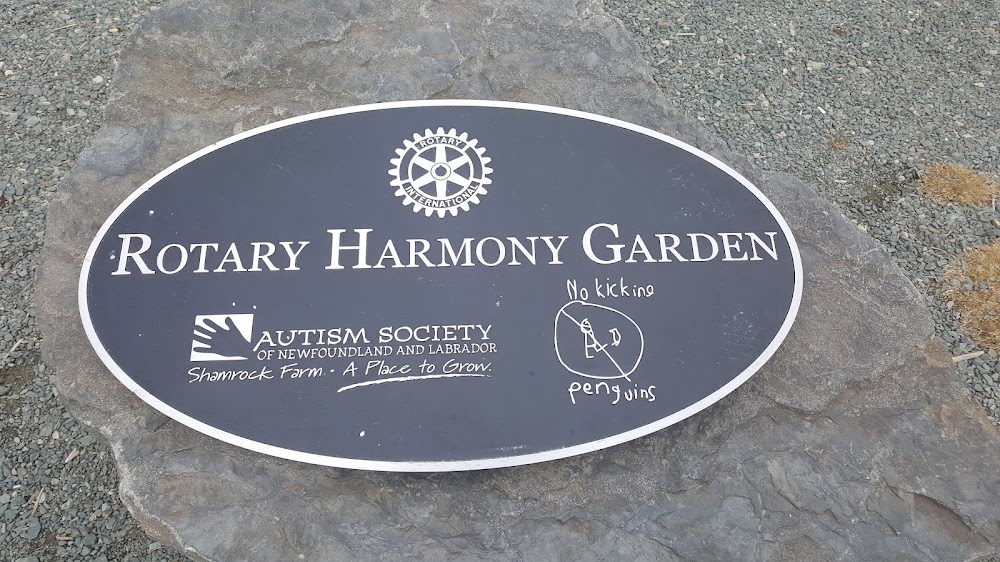 ROTARY
INTERNATIONAL
ROTARY HARMONY GARDEN
AUTISM SOCIETY
OF NEWFOUNDLAND AND LABRADOR
Shamrock Farm - A Place to Grow.
No kicking
penguins